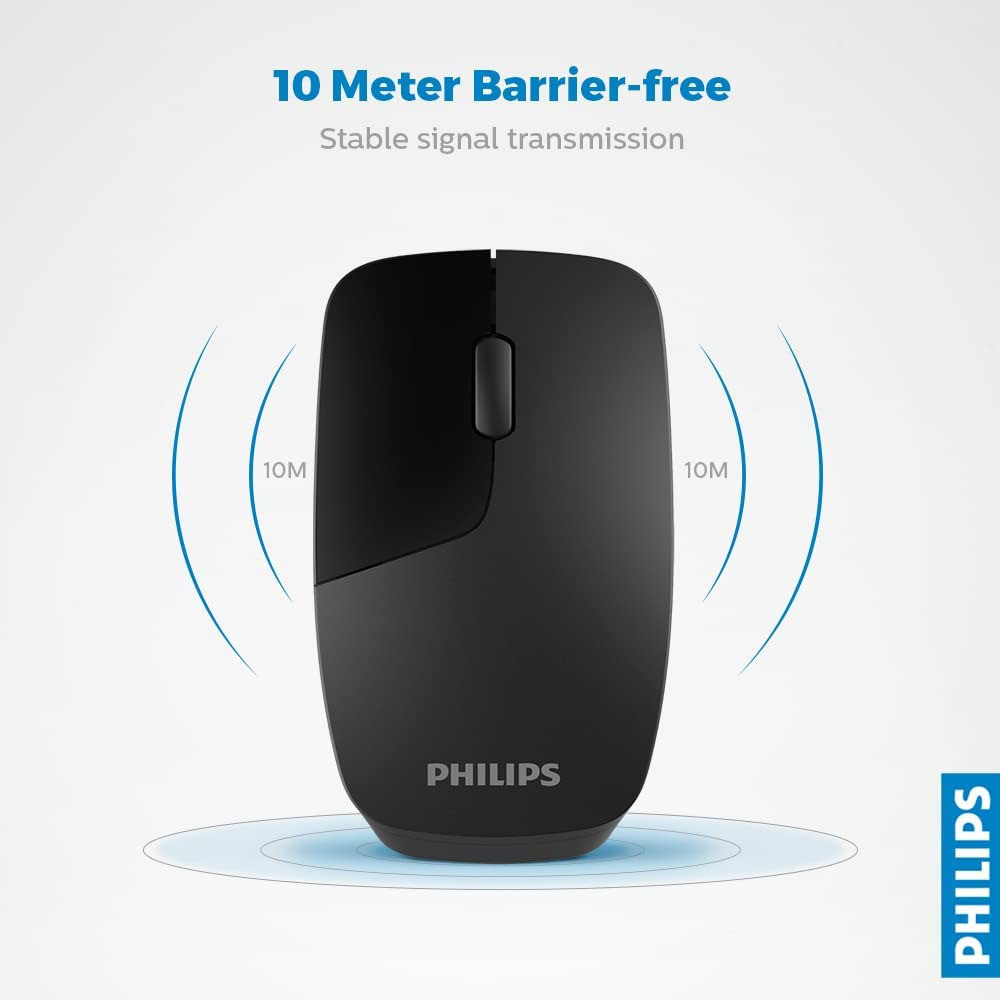 10 Meter Barrier-free
Stable signal transmission
10M
10M
PHILIPS
PHILIPS